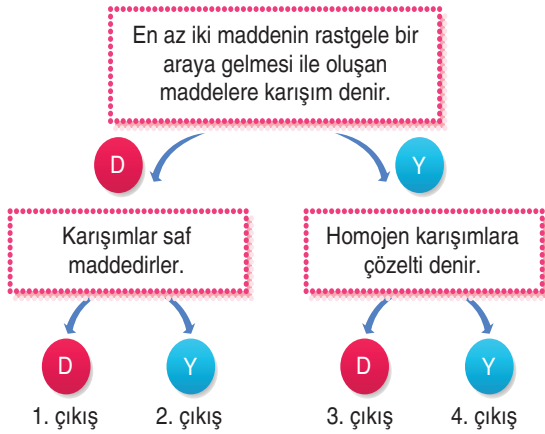 En az iki maddenin rastgele bir
araya gelmesi ile oluşan
maddelere karışım denir.
D
Y
Karışımlar saf
maddedirler.
Homojen karışımlara
çözelti denir.
D
Y
D
Y
1. çıkış
2. çıkış
3. çıkış
4. çıkış